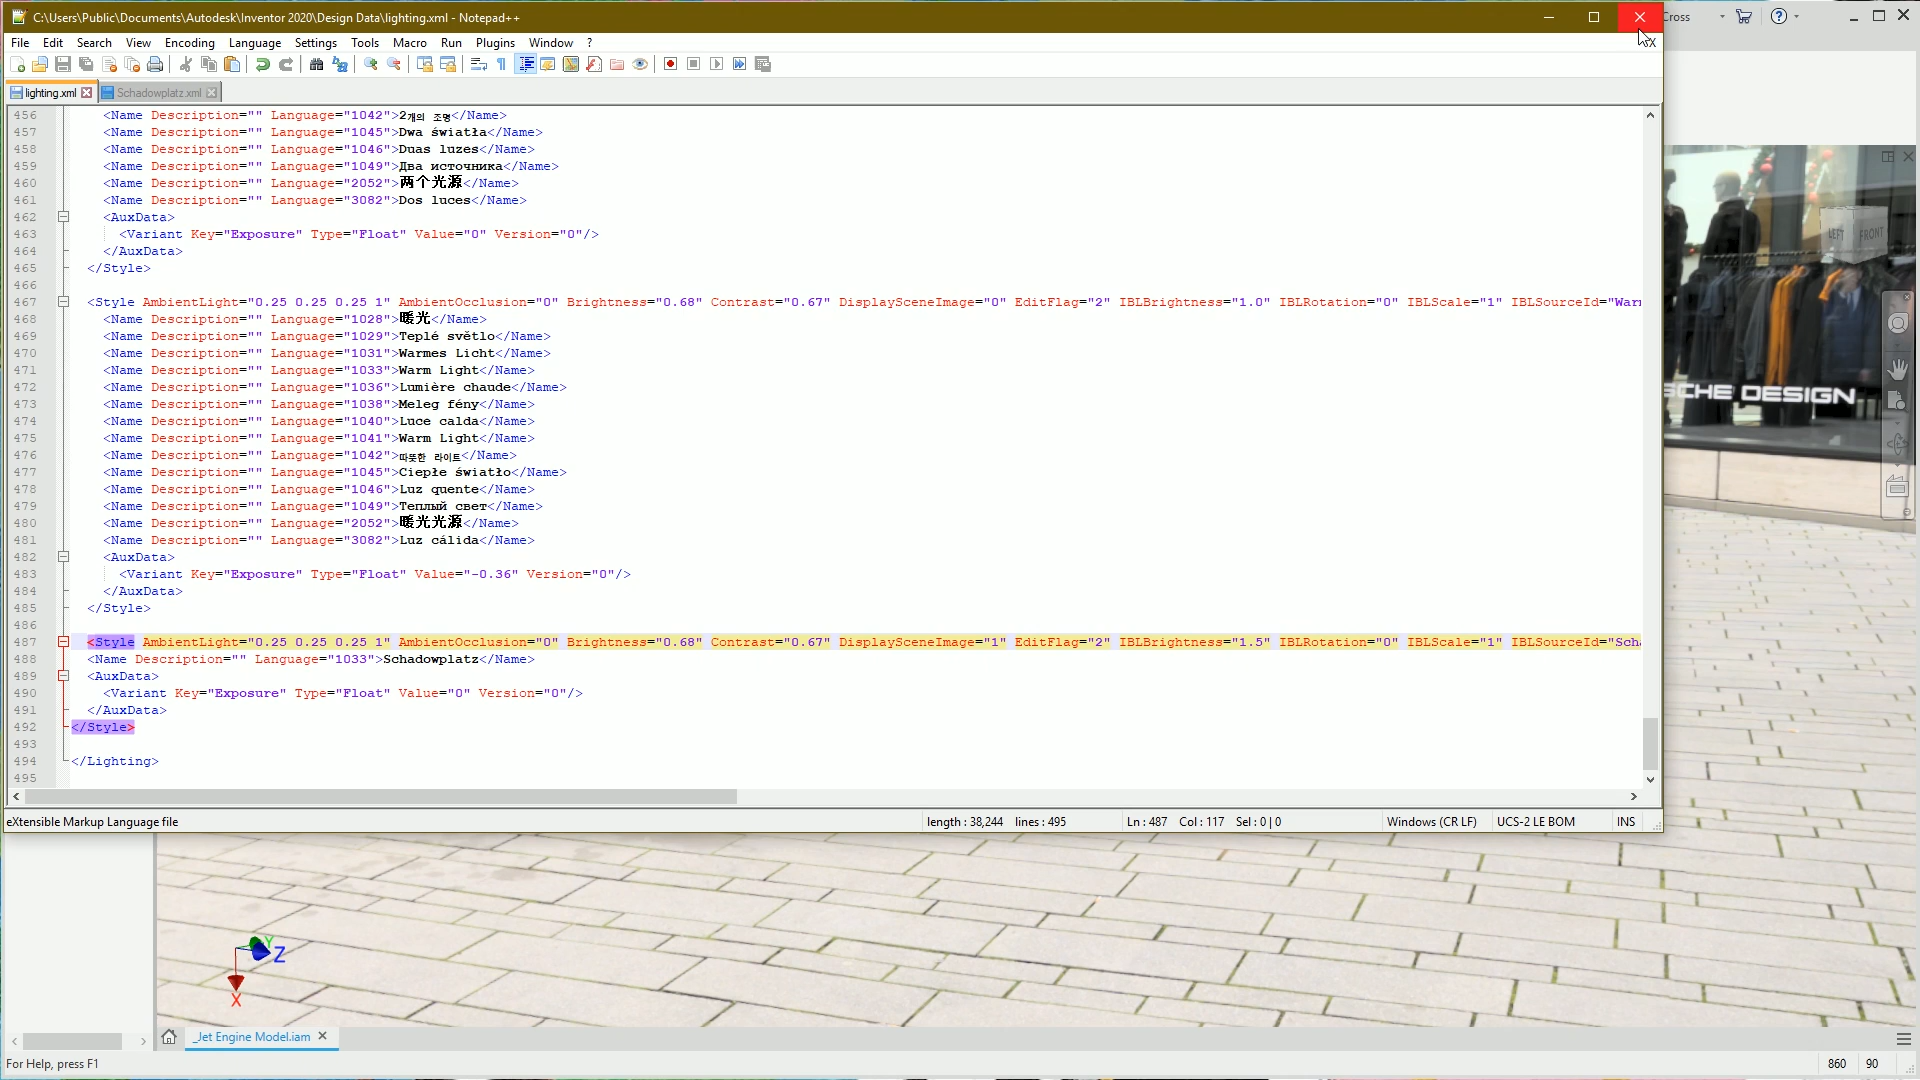 C:\Users\Public\Documents\Autodesk\Inventor 2020\Design Data\lighting.xml - Notepad++
Cross
File Edit Search View Encoding Language Settings Tools Macro Run Plugins Window ?
X
lighting.xml Schadowplatz.xml
456 <Name Description="" Language="1042">2개의 조명</Name>
457 <Name Description="" Language="1045">Dwa światła</Name>
458 <Name Description="" Language="1046">Duas luzes</Name>
459 <Name Description="" Language="1049">Два источника</Name>
460 <Name Description="" Language="2052">两个光源</Name>
461 <Name Description="" Language="3082">Dos luces</Name>
462 <AuxData>
463 <Variant Key="Exposure" Type="Float" Value="0" Version="0"/>
464 </AuxData>
465 </Style>
466
467 <Style AmbientLight="0.25 0.25 0.25 1" AmbientOcclusion="0" Brightness="0.68" Contrast="0.67" DisplaySceneImage="0" EditFlag="2" IBLBrightness="1.0" IBLRotation="0" IBLScale="1" IBLSourceId="Warm
468 <Name Description="" Language="1028">暖光</Name>
469 <Name Description="" Language="1029">Teplé světlo</Name>
470 <Name Description="" Language="1031">Warmes Licht</Name>
471 <Name Description="" Language="1033">Warm Light</Name>
472 <Name Description="" Language="1036">Lumière chaude</Name>
473 <Name Description="" Language="1038">Meleg fény</Name>
474 <Name Description="" Language="1040">Luce calda</Name>
475 <Name Description="" Language="1041">Warm Light</Name>
476 <Name Description="" Language="1042">따뜻한 라이트</Name>
477 <Name Description="" Language="1045">Ciepłe światło</Name>
478 <Name Description="" Language="1046">Luz quente</Name>
479 <Name Description="" Language="1049">Теплый свет</Name>
480 <Name Description="" Language="2052">暖光光源</Name>
481 <Name Description="" Language="3082">Luz cálida</Name>
482 <AuxData>
483 <Variant Key="Exposure" Type="Float" Value="-0.36" Version="0"/>
484 </AuxData>
485 </Style>
486
487 <Style AmbientLight="0.25 0.25 0.25 1" AmbientOcclusion="0" Brightness="0.68" Contrast="0.67" DisplaySceneImage="1" EditFlag="2" IBLBrightness="1.5" IBLRotation="0" IBLScale="1" IBLSourceId="Scha
488 <Name Description="" Language="1033">Schadowplatz</Name>
489 <AuxData>
490 <Variant Key="Exposure" Type="Float" Value="0" Version="0"/>
491 </AuxData>
492 </Style>
493
494 </Lighting>
495
eXtensible Markup Language file length : 38,244 lines : 495 Ln : 487 Col : 117 Sel : 0 | 0 Windows (CR LF) UCS-2 LE BOM INS
LEFT FRONT
SCHE DESIGN
Y
Z
X
_Jet Engine Model.iam
For Help, press F1 860 90